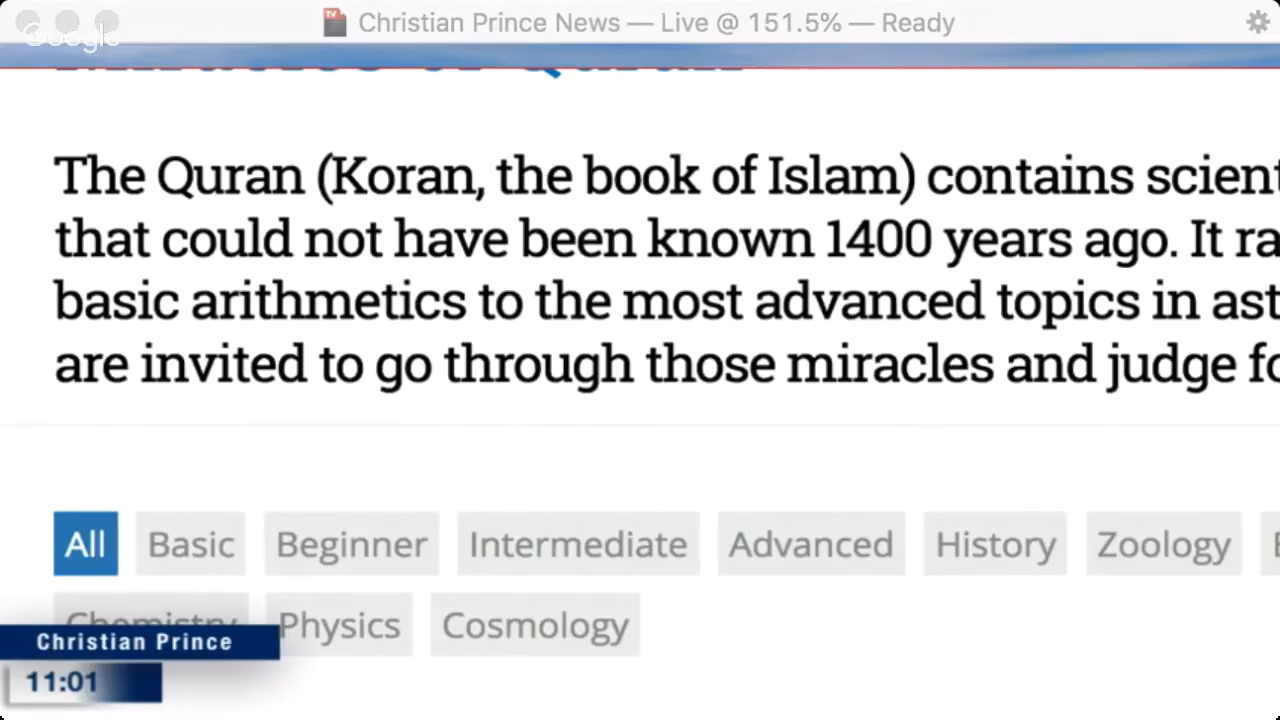 Christian Prince News — Live @ 151.5% — Ready
Google
The Quran (Koran, the book of Islam) contains scient
that could not have been known 1400 years ago. It ra
basic arithmetics to the most advanced topics in ast
are invited to go through those miracles and judge fo
All Basic Beginner Intermediate Advanced History Zoology
Chemistry Physics Cosmology
Christian Prince
11:01